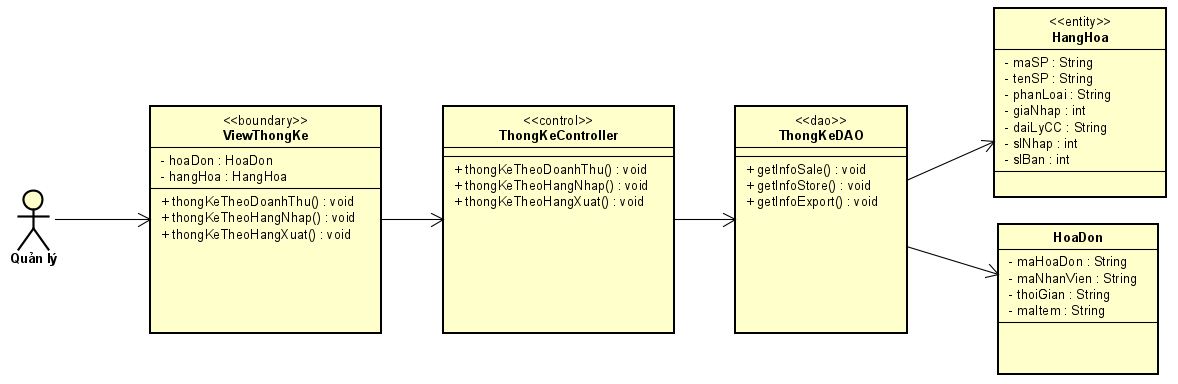 Quản lý
<<boundary>>
ViewThongKe
- hoaDon : HoaDon
- hangHoa : HangHoa
+ thongKeTheoDoanhThu() : void
+ thongKeTheoHangNhap() : void
+ thongKeTheoHangXuat() : void
<<control>>
ThongKeController
+ thongKeTheoDoanhThu() : void
+ thongKeTheoHangNhap() : void
+ thongKeTheoHangXuat() : void
<<dao>>
ThongKeDAO
+ getInfoSale() : void
+ getInfoStore() : void
+ getInfoExport() : void
<<entity>>
HangHoa
- maSP : String
- tenSP : String
- phanLoai : String
- giaNhap : int
- daiLyCC : String
- slNhap : int
- slBan : int
HoaDon
- maHoaDon : String
- maNhanVien : String
- thoiGian : String
- maItem : String